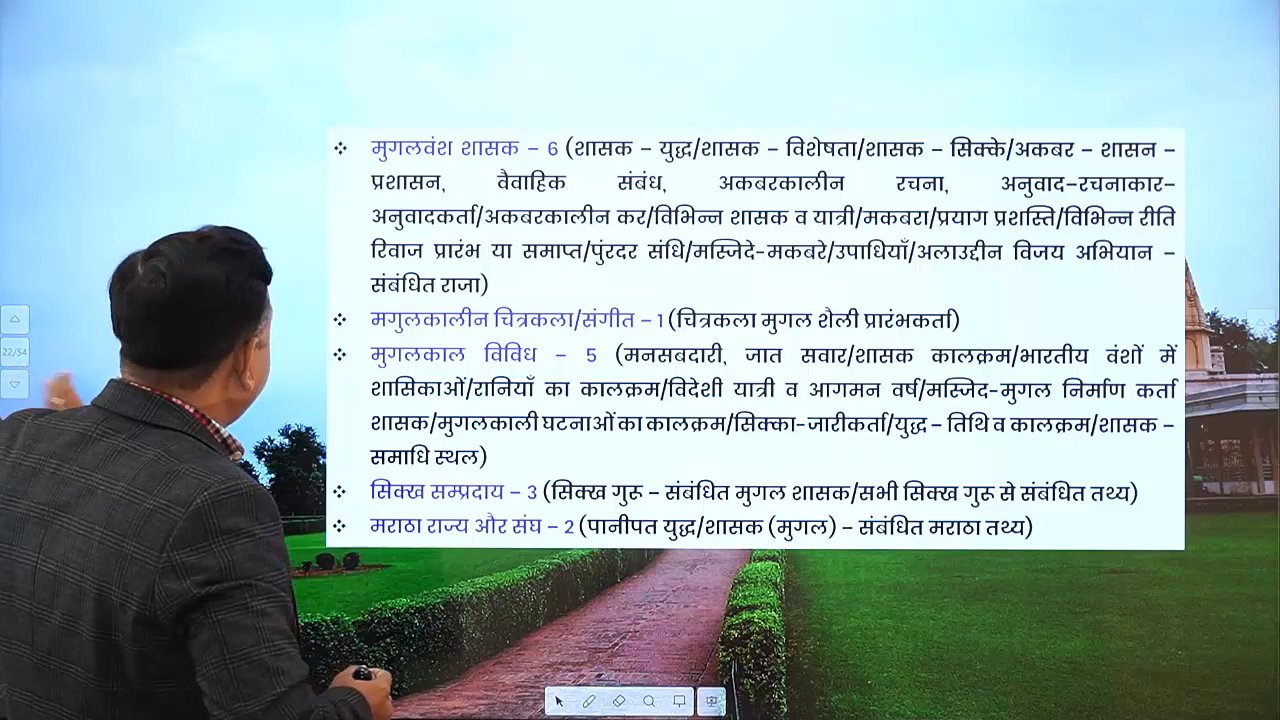 ❖ मुगलवंश शासक – 6 (शासक – युद्ध/शासक – विशेषता/शासक – सिक्के/अकबर – शासन –
प्रशासन, वैवाहिक संबंध, अकबरकालीन रचना, अनुवाद–रचनाकार–
अनुवादकर्ता/अकबरकालीन कर/विभिन्न शासक व यात्री/मकबरा/प्रयाग प्रशस्ति/विभिन्न रीति
रिवाज प्रारंभ या समाप्त/पुंरदर संधि/मस्जिदे-मकबरे/उपाधियाँ/अलाउद्दीन विजय अभियान –
संबंधित राजा)
❖ मगुलकालीन चित्रकला/संगीत – 1 (चित्रकला मुगल शैली प्रारंभकर्ता)
❖ मुगलकाल विविध – 5 (मनसबदारी, जात सवार/शासक कालक्रम/भारतीय वंशों में
शासिकाओं/रानियाँ का कालक्रम/विदेशी यात्री व आगमन वर्ष/मस्जिद-मुगल निर्माण कर्ता
शासक/मुगलकाली घटनाओं का कालक्रम/सिक्का-जारीकर्ता/युद्ध – तिथि व कालक्रम/शासक –
समाधि स्थल)
❖ सिक्ख सम्प्रदाय – 3 (सिक्ख गुरू – संबंधित मुगल शासक/सभी सिक्ख गुरू से संबंधित तथ्य)
❖ मराठा राज्य और संघ – 2 (पानीपत युद्ध/शासक (मुगल) – संबंधित मराठा तथ्य)
22/54